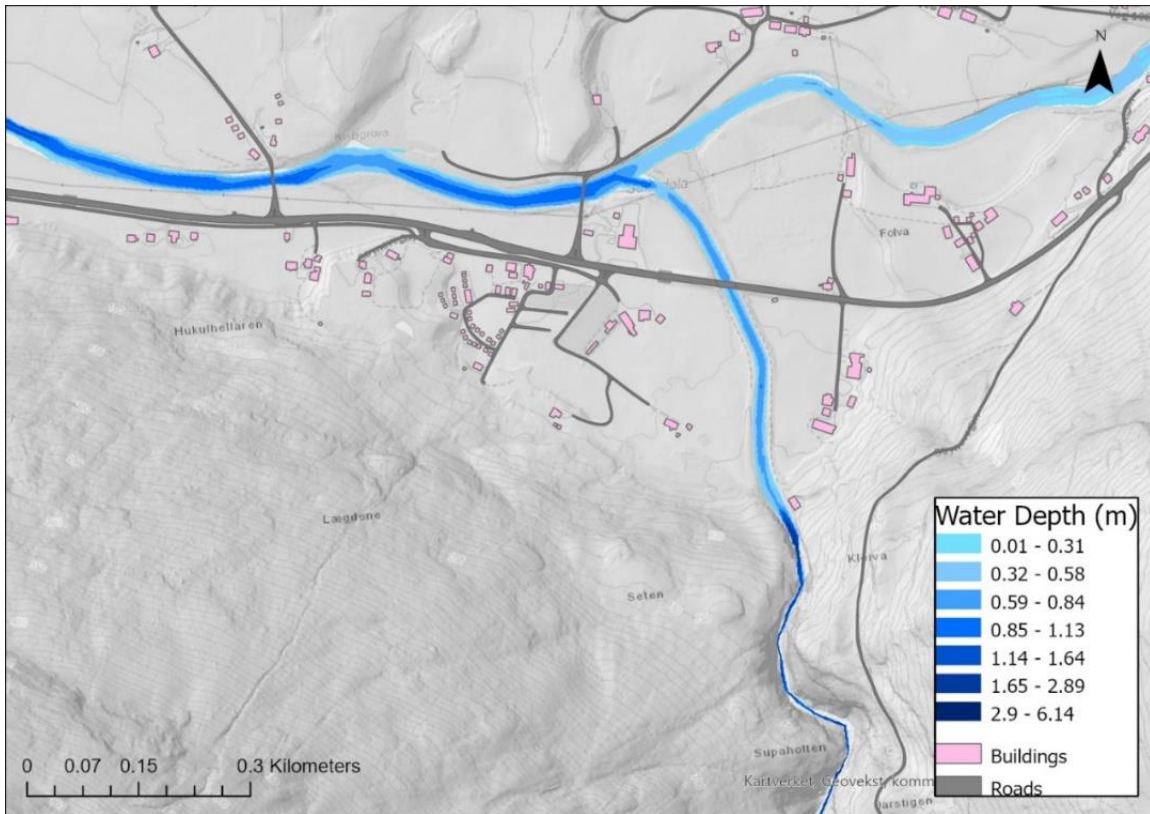 N
Folva
Hukulhellaren
Lægdene
Seten
Kleiva
Supaholten
Kartverket, Geovekst, komm
0 0.07 0.15 0.3 Kilometers
Water Depth (m)
0.01 - 0.31
0.32 - 0.58
0.59 - 0.84
0.85 - 1.13
1.14 - 1.64
1.65 - 2.89
2.9 - 6.14
Buildings
Roads